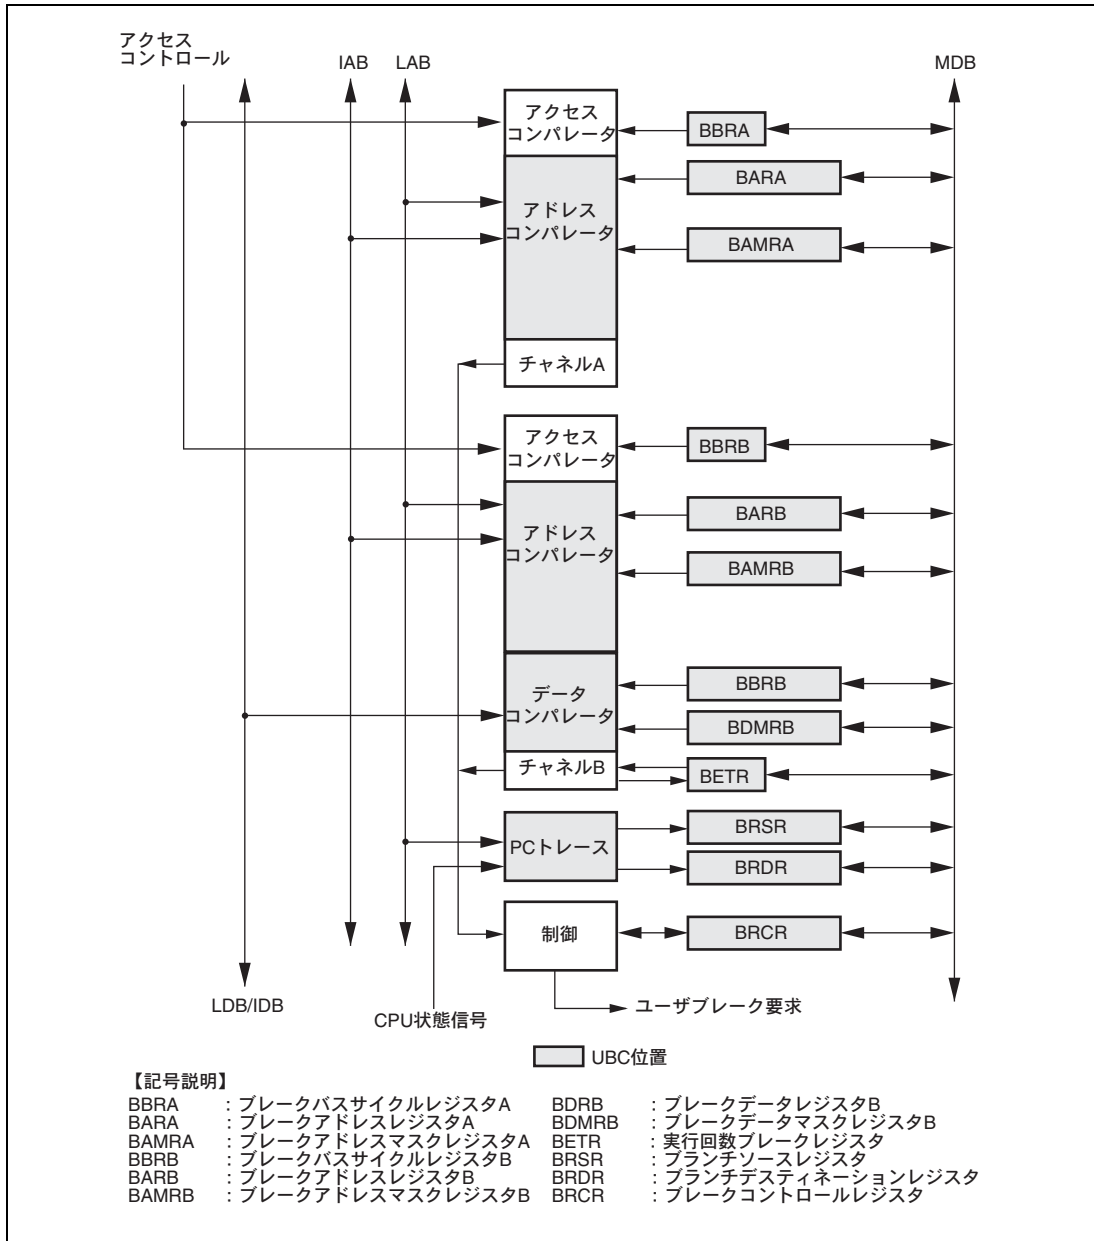 アクセス
コントロール
IAB
LAB
MDB
アクセス
コンパレータ
BBRA
BARA
アドレス
コンパレータ
BAMRA
チャネルA
アクセス
コンパレータ
BBRB
BARB
アドレス
コンパレータ
BAMRB
BBRB
データ
コンパレータ
BDMRB
チャネルB
BETR
BRSR
PCトレース
BRDR
制御
BRCR
LDB/IDB
CPU状態信号
ユーザブレーク要求
UBC位置
【記号説明】
BBRA : ブレークバスサイクルレジスタA
BARA : ブレークアドレスレジスタA
BAMRA : ブレークアドレスマスクレジスタA
BBRB : ブレークバスサイクルレジスタB
BARB : ブレークアドレスレジスタB
BAMRB : ブレークアドレスマスクレジスタB
BDRB : ブレークデータレジスタB
BDMRB : ブレークデータマスクレジスタB
BETR : 実行回数ブレークレジスタ
BRSR : ブランチソースレジスタ
BRDR : ブランチデスティネーションレジスタ
BRCR : ブレークコントロールレジスタ